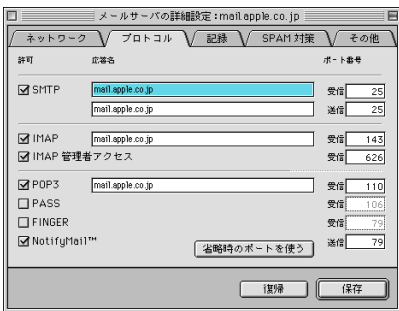 メールサーバの詳細設定:mail.apple.co.jp
ネットワーク プロトコル 記録 SPAM 対策 その他
許可 応答名 ポート番号
SMTP mail.apple.co.jp 受信 25
mail.apple.co.jp 送信 25
IMAP mail.apple.co.jp 受信 143
IMAP 管理者アクセス 受信 626
POP3 mail.apple.co.jp 受信 110
PASS 受信 106
FINGER 受信 79
NotifyMail™ 省略時のポートを使う 送信 79
復帰 保存